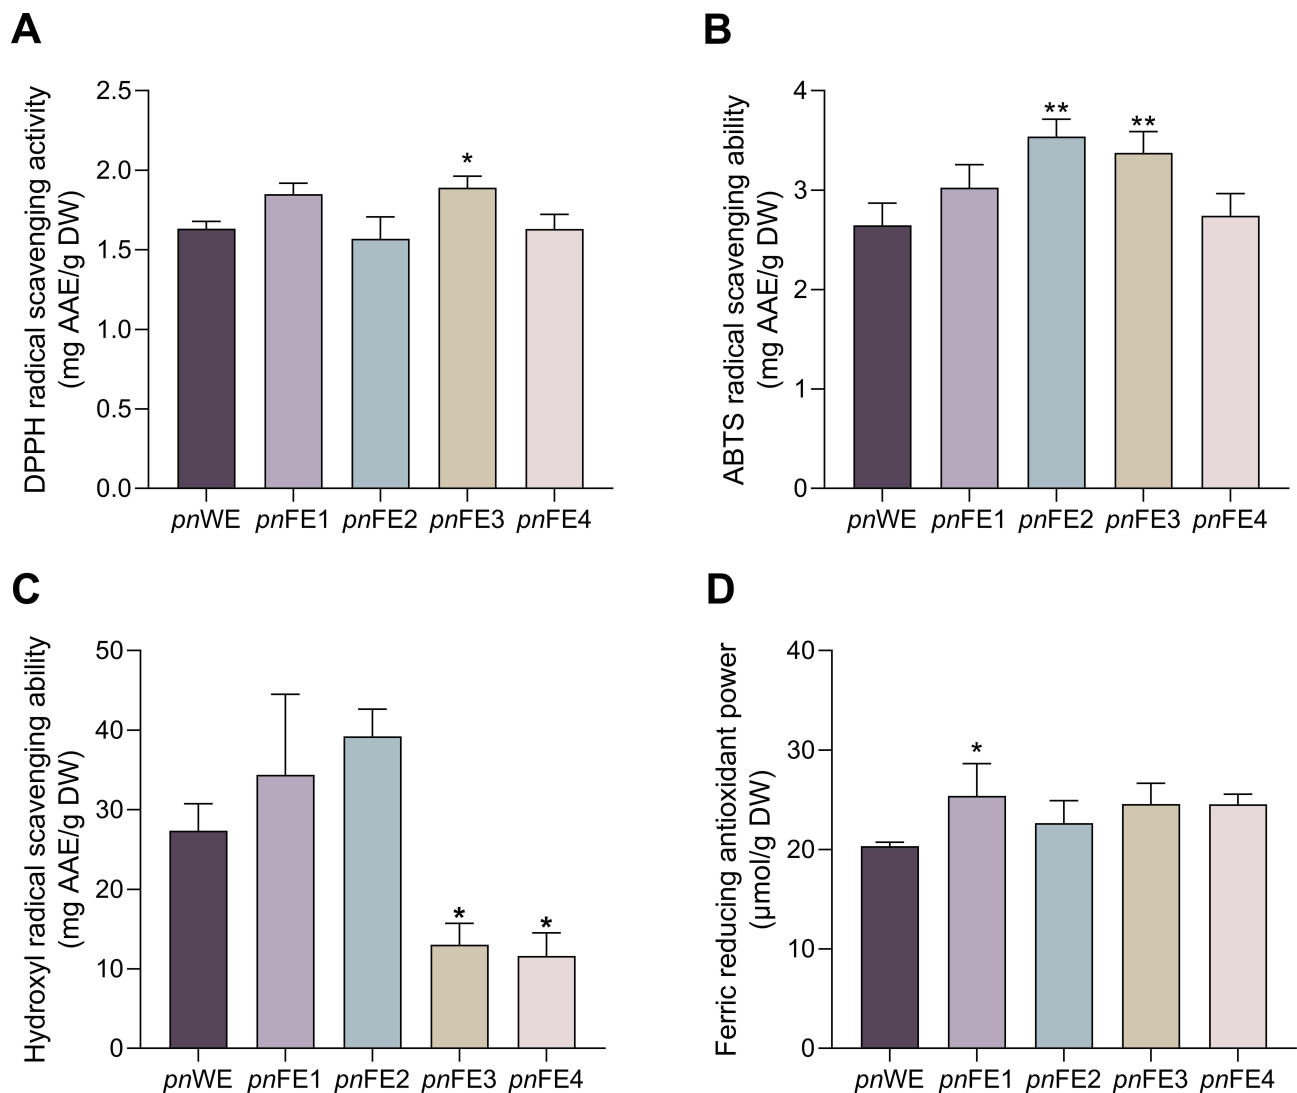 A
DPPH radical scavenging activity
(mg AAE/g DW)
2.5
2.0
1.5
1.0
0.5
0.0
*
pnWE pnFE1 pnFE2 pnFE3 pnFE4
B
ABTS radical scavenging ability
(mg AAE/g DW)
4
3
2
1
0
** **
pnWE pnFE1 pnFE2 pnFE3 pnFE4
C
Hydroxyl radical scavenging ability
(mg AAE/g DW)
50
40
30
20
10
0
* *
pnWE pnFE1 pnFE2 pnFE3 pnFE4
D
Ferric reducing antioxidant power
(µmol/g DW)
40
30
20
10
0
*
pnWE pnFE1 pnFE2 pnFE3 pnFE4